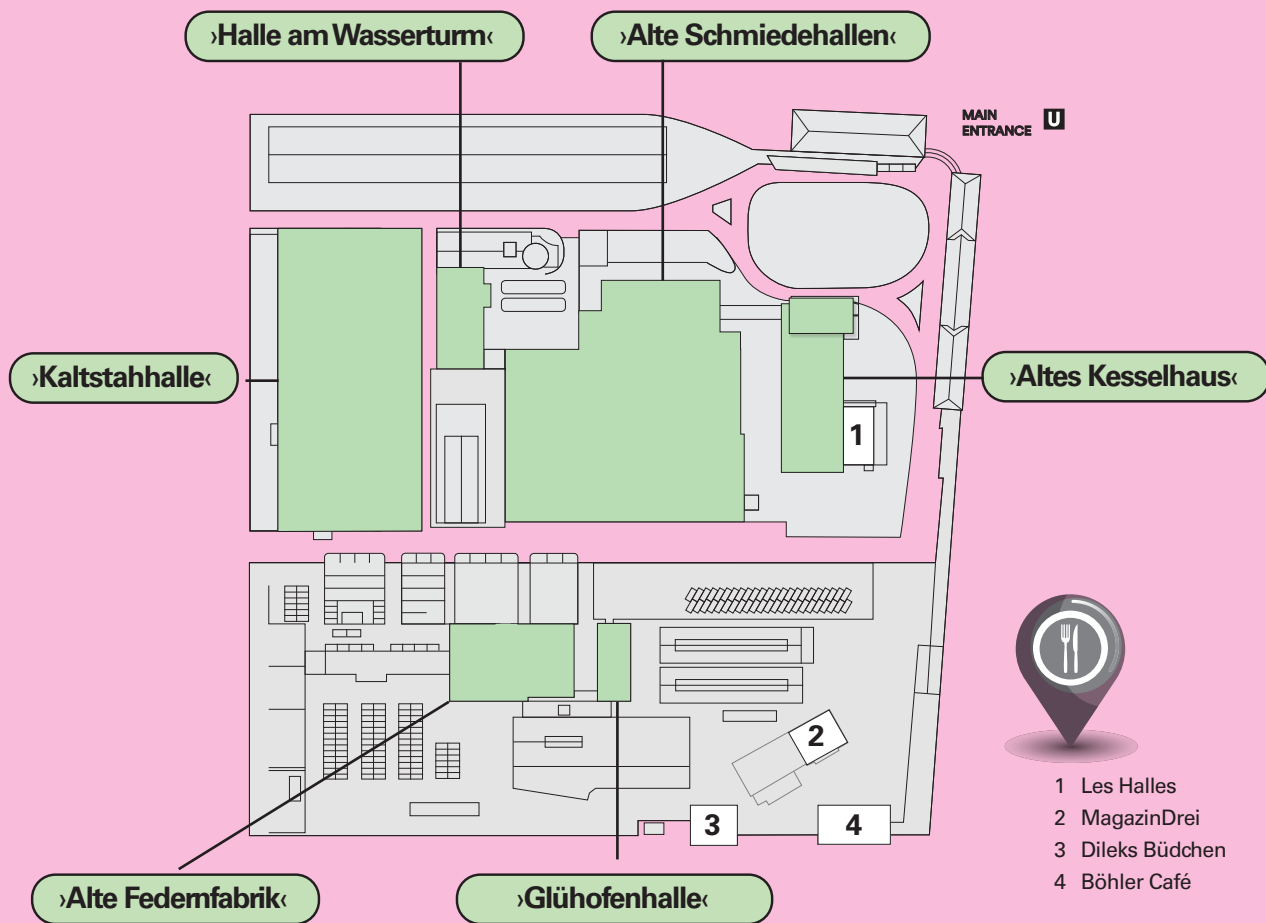 ›Halle am Wasserturm‹
›Alte Schmiedehallen‹
MAIN
ENTRANCE U
›Kaltstahhalle‹
›Altes Kesselhaus‹
1
2
3
4
1 Les Halles
2 MagazinDrei
3 Dileks Büdchen
4 Böhler Café
›Alte Federnfabrik‹
›Glühofenhalle‹